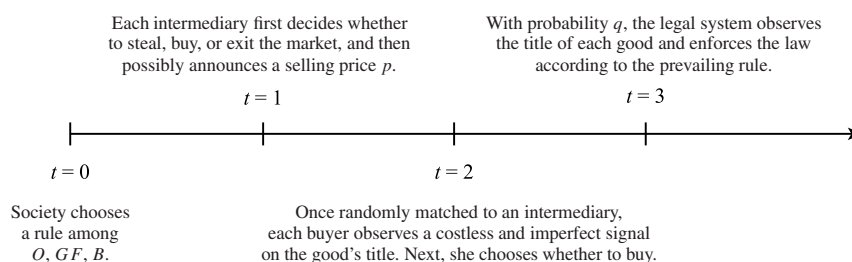 Each intermediary first decides whether
to steal, buy, or exit the market, and then
possibly announces a selling price p.
With probability q, the legal system observes
the title of each good and enforces the law
according to the prevailing rule.
t = 1
t = 3
t = 0
t = 2
Society chooses
a rule among
O, GF, B.
Once randomly matched to an intermediary,
each buyer observes a costless and imperfect signal
on the good's title. Next, she chooses whether to buy.